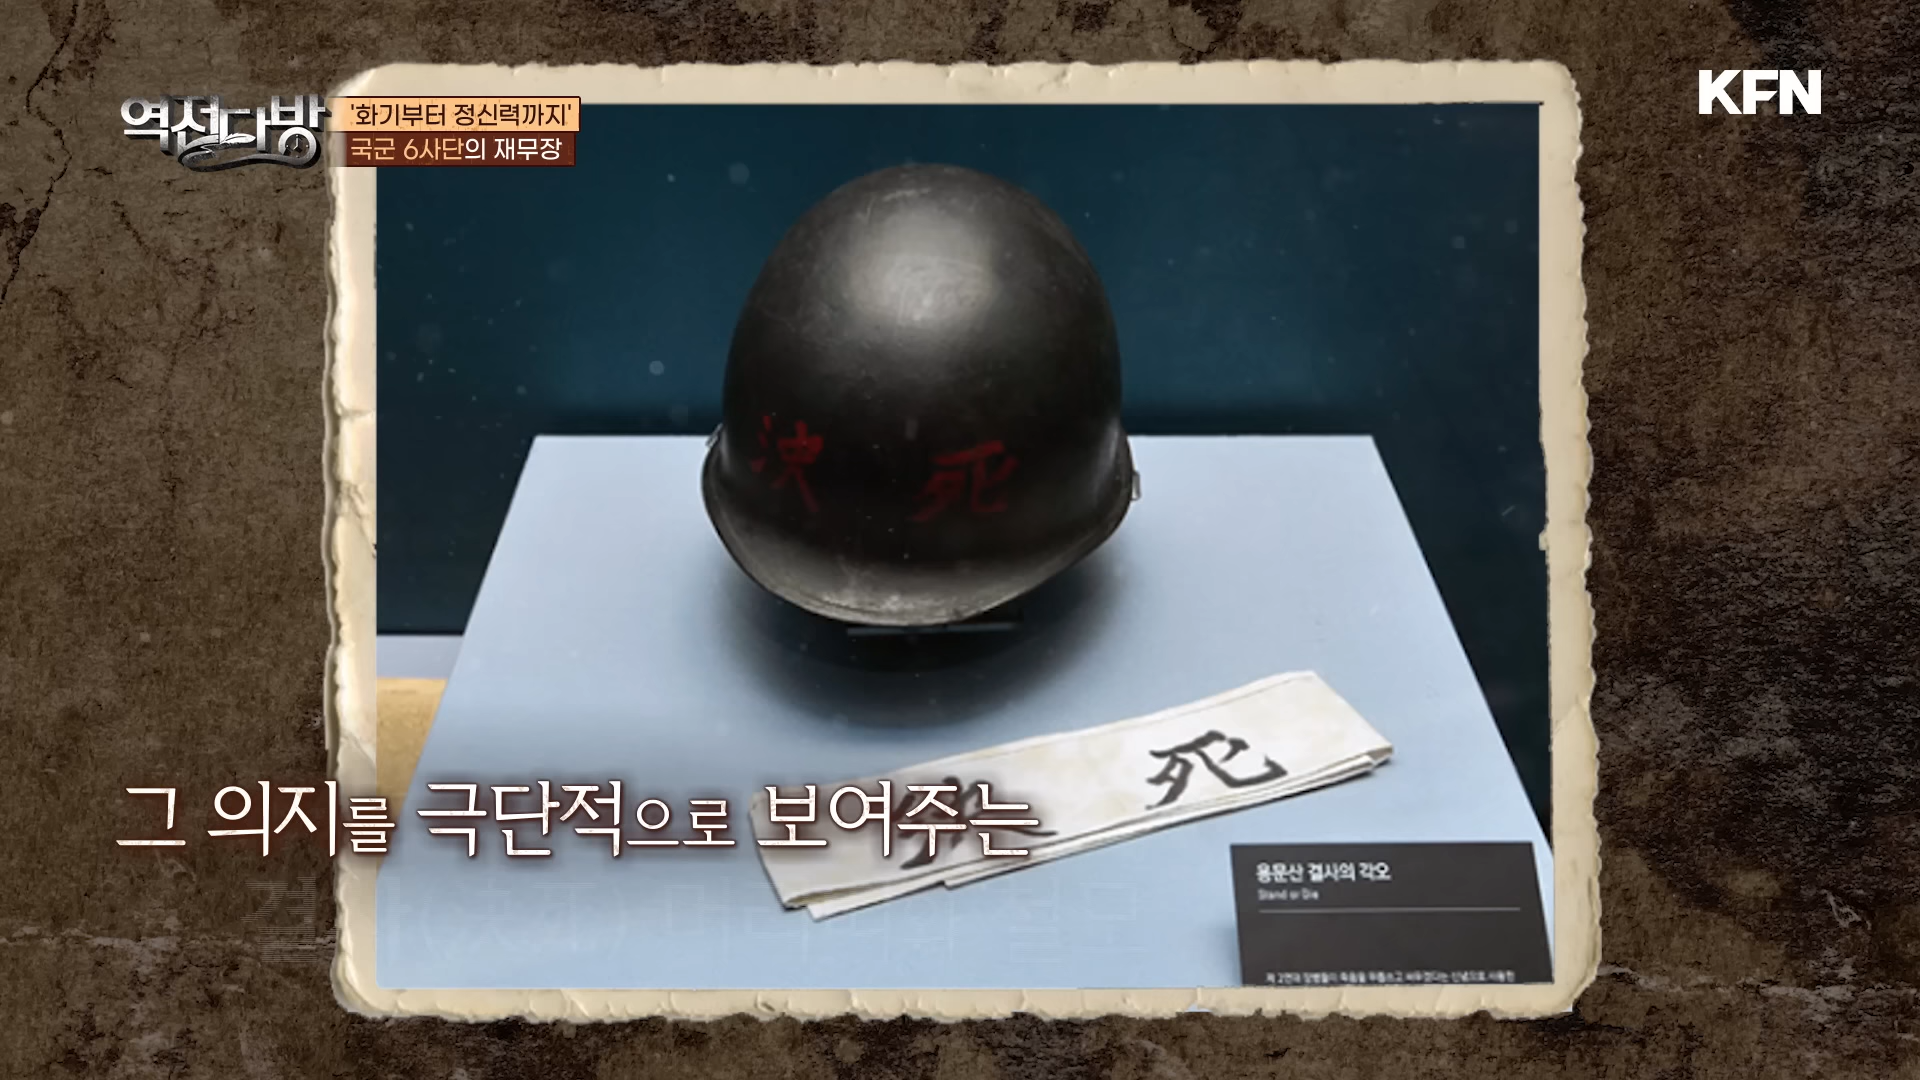 역전다방
'화기부터 정신력까지'
국군 6사단의 재무장
KFN
決 死
死
그 의지를 극단적으로 보여주는
용문산 결사의 각오
Stand or Die